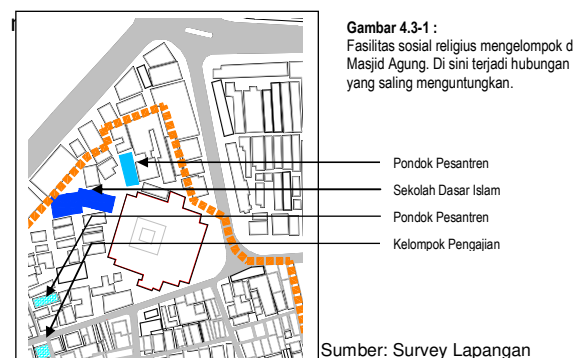 Gambar 4.3-1 :
Fasilitas sosial religius mengelompok d
Masjid Agung. Di sini terjadi hubungan
yang saling menguntungkan.
Pondok Pesantren
Sekolah Dasar Islam
Pondok Pesantren
Kelompok Pengajian
Sumber: Survey Lapangan